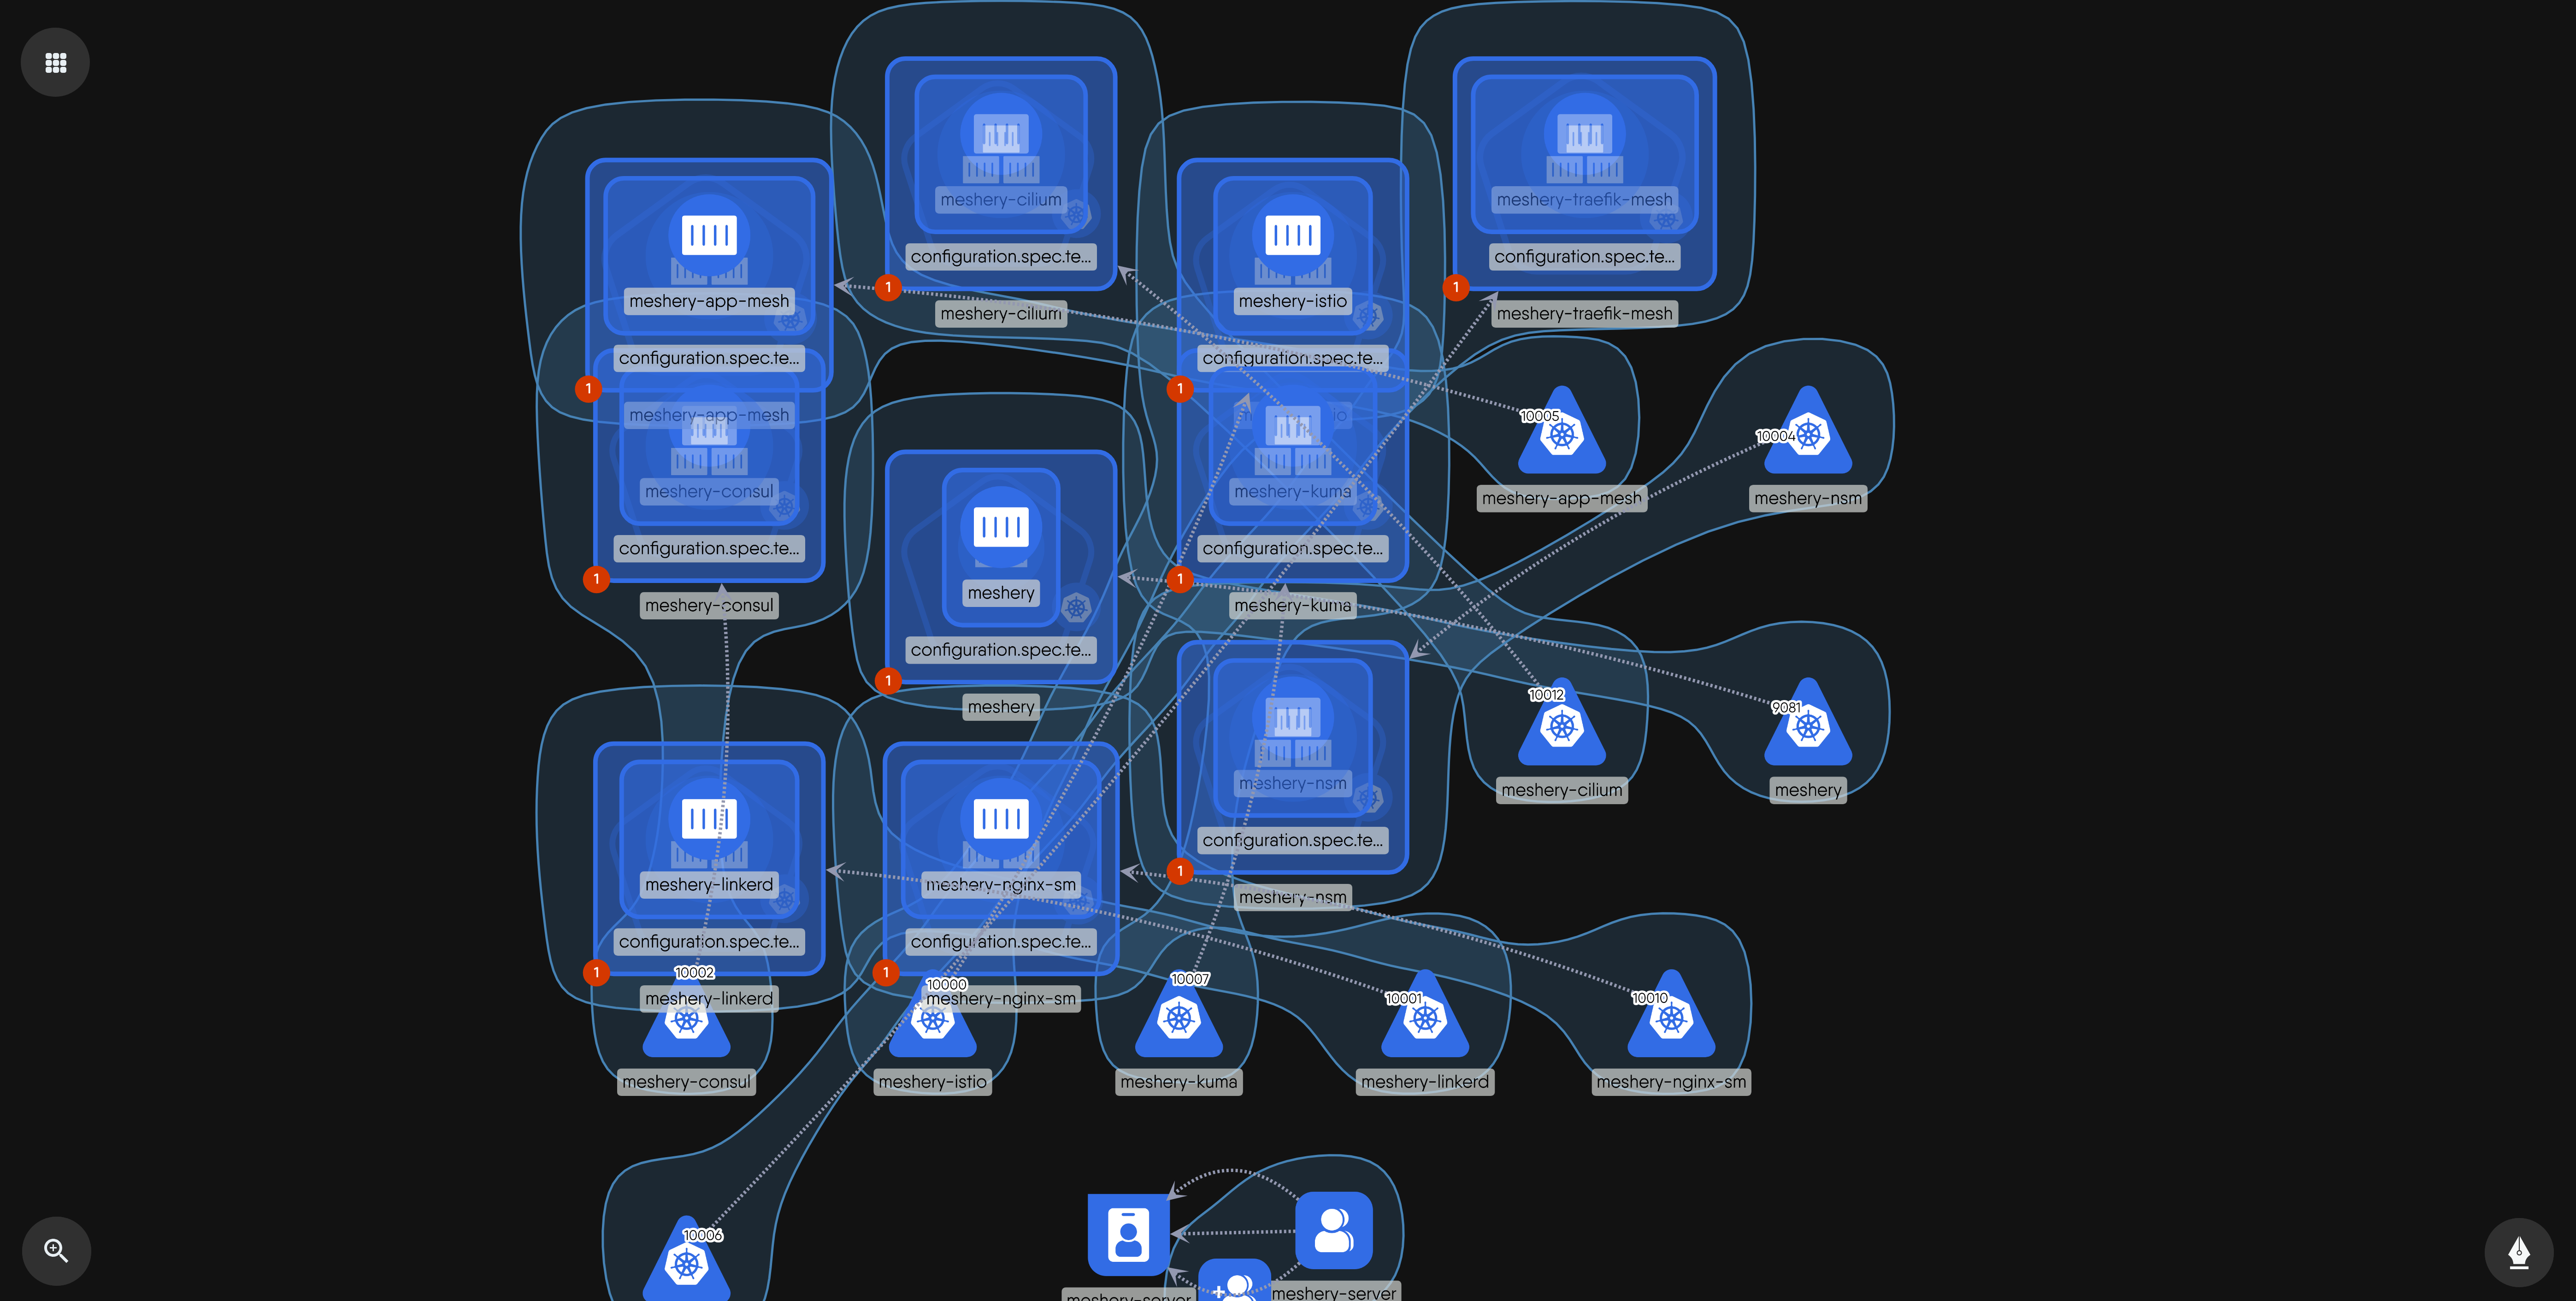 meshery-cilium
configuration.spec.te...
1
meshery-cilium
meshery-traefik-mesh
configuration.spec.te...
1
meshery-traefik-mesh
meshery-app-mesh
configuration.spec.te...
1
meshery-app-mesh
meshery-istio
configuration.spec.te...
1
meshery-consul
configuration.spec.te...
1
meshery-consul
meshery
configuration.spec.te...
1
meshery
meshery-kuma
configuration.spec.te...
1
meshery-kuma
10005
meshery-app-mesh
10004
meshery-nsm
meshery-nsm
configuration.spec.te...
1
meshery-nsm
10012
meshery-cilium
9081
meshery
meshery-linkerd
configuration.spec.te...
1
meshery-linkerd
meshery-nginx-sm
configuration.spec.te...
1
meshery-nginx-sm
10002
meshery-consul
10000
meshery-istio
10007
meshery-kuma
10001
meshery-linkerd
10010
meshery-nginx-sm
10006
meshery-server
meshery-server